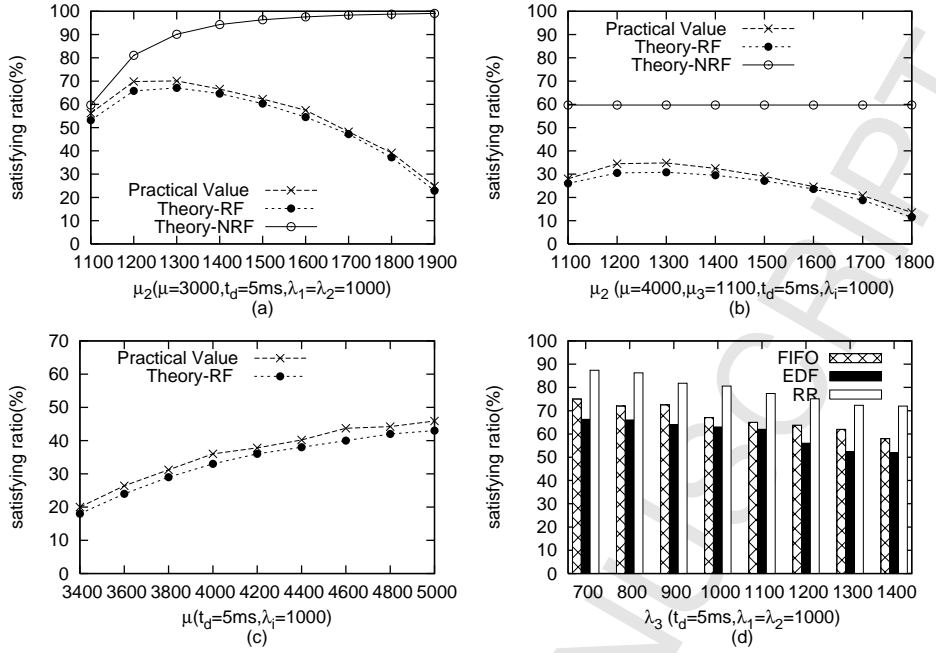 100
90
80
70
60
50
40
30
20
10
0
satisfying ratio(%)
Practical Value
Theory-RF
Theory-NRF
1100 1200 1300 1400 1500 1600 1700 1800 1900
μ2(μ=3000,td=5ms,λ1=λ2=1000)
(a)
100
90
80
70
60
50
40
30
20
10
0
satisfying ratio(%)
Practical Value
Theory-RF
Theory-NRF
1100 1200 1300 1400 1500 1600 1700 1800
μ2 (μ=4000,μ3=1100,td=5ms,λi=1000)
(b)
70
60
50
40
30
20
10
0
satisfying ratio(%)
Practical Value
Theory-RF
3400 3600 3800 4000 4200 4400 4600 4800 5000
μ(td=5ms,λi=1000)
(c)
100
90
80
70
60
50
40
30
20
10
0
satisfying ratio(%)
FIFO
EDF
RR
700 800 900 1000 1100 1200 1300 1400
λ3 (td=5ms,λ1=λ2=1000)
(d)
NUSCRIPT